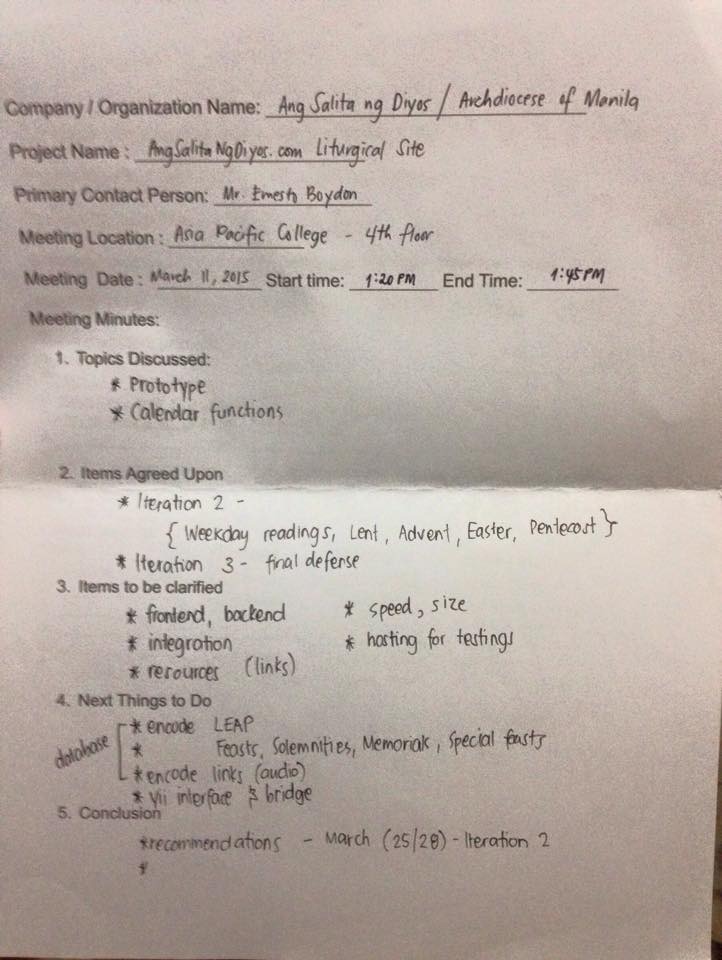 Company / Organization Name: Ang Salita ng Diyos / Archdiocese of Manila
Project Name : AngSalitaNgDiyos.com Liturgical Site
Primary Contact Person: Mr. Ernesto Boydon
Meeting Location : Asia Pacific College - 4th floor
Meeting Date : March 11, 2015 Start time: 1:20 PM End Time: 1:45 PM
Meeting Minutes:
1. Topics Discussed:
* Prototype
* Calendar functions
2. Items Agreed Upon
* Iteration 2 -
{ Weekday readings, Lent, Advent, Easter, Pentecost }
* Iteration 3 - final defense
3. Items to be clarified
* frontend, backend * speed, size
* integration * hosting for testings
* resources (links)
4. Next Things to Do
database * encode LEAP
* Feasts, Solemnities, Memorials, Special feasts
* encode links (audio)
* Yii interface & bridge
5. Conclusion
*recommendations - March (25/28) - Iteration 2
*